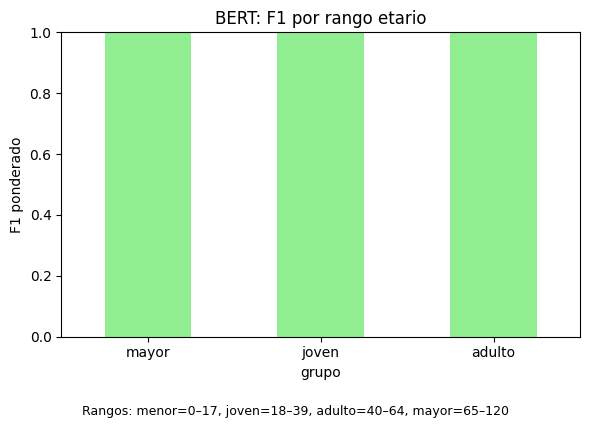 BERT: F1 por rango etario
F1 ponderado
1.0
0.8
0.6
0.4
0.2
0.0
mayor joven adulto
grupo
Rangos: menor=0–17, joven=18–39, adulto=40–64, mayor=65–120